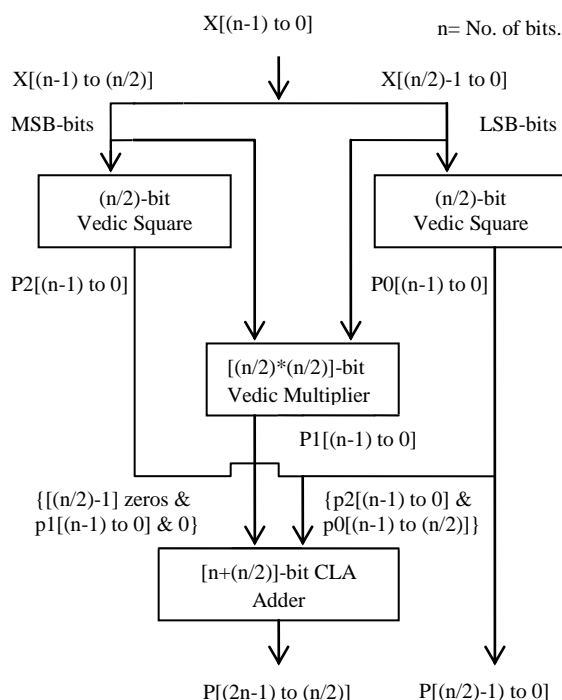 X[(n-1) to 0]
n= No. of bits.
X[(n-1) to (n/2)]
X[(n/2)-1 to 0]
MSB-bits
LSB-bits
(n/2)-bit
Vedic Square
(n/2)-bit
Vedic Square
P2[(n-1) to 0]
P0[(n-1) to 0]
[(n/2)*(n/2)]-bit
Vedic Multiplier
P1[(n-1) to 0]
{[(n/2)-1] zeros &
p1[(n-1) to 0] & 0}
{p2[(n-1) to 0] &
p0[(n-1) to (n/2)]}
[n+(n/2)]-bit CLA
Adder
P[(2n-1) to (n/2)]
P[(n/2)-1) to 0]